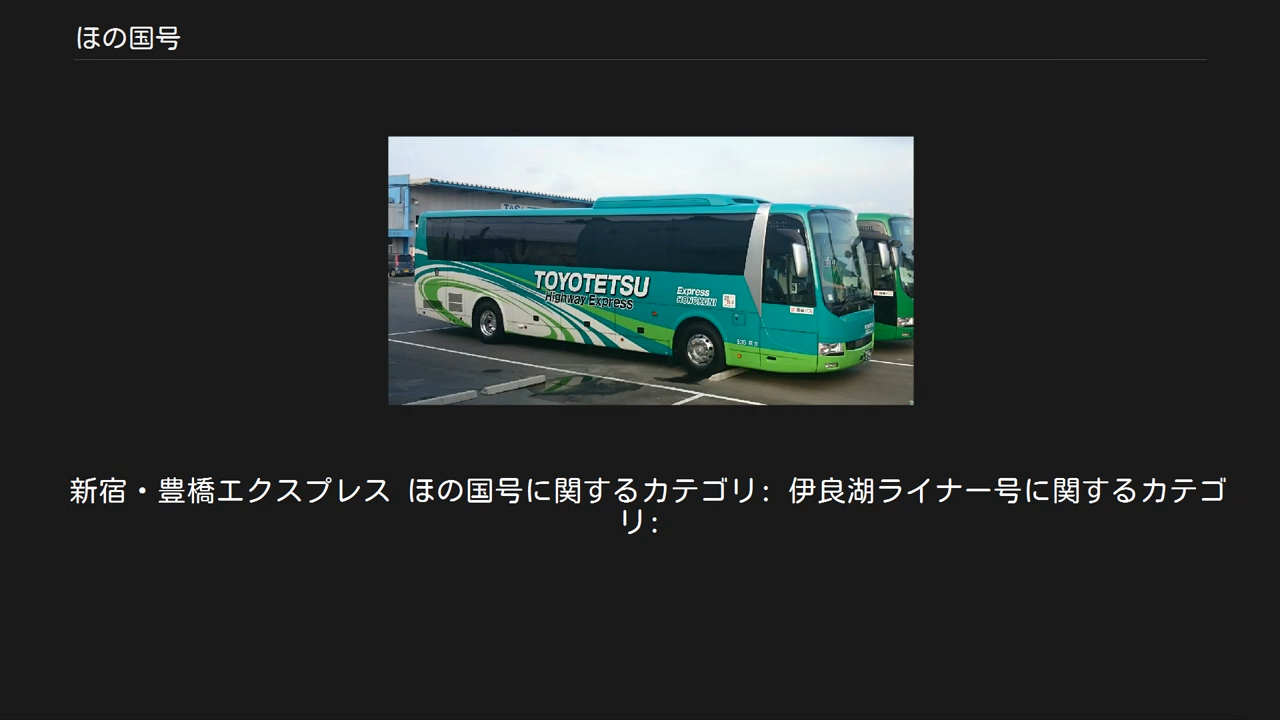 ほの国号
TOYOTETSU
Highway Express
Express
HONOKUNI
新宿・豊橋エクスプレス ほの国号に関するカテゴリ: 伊良湖ライナー号に関するカテゴ
リ: